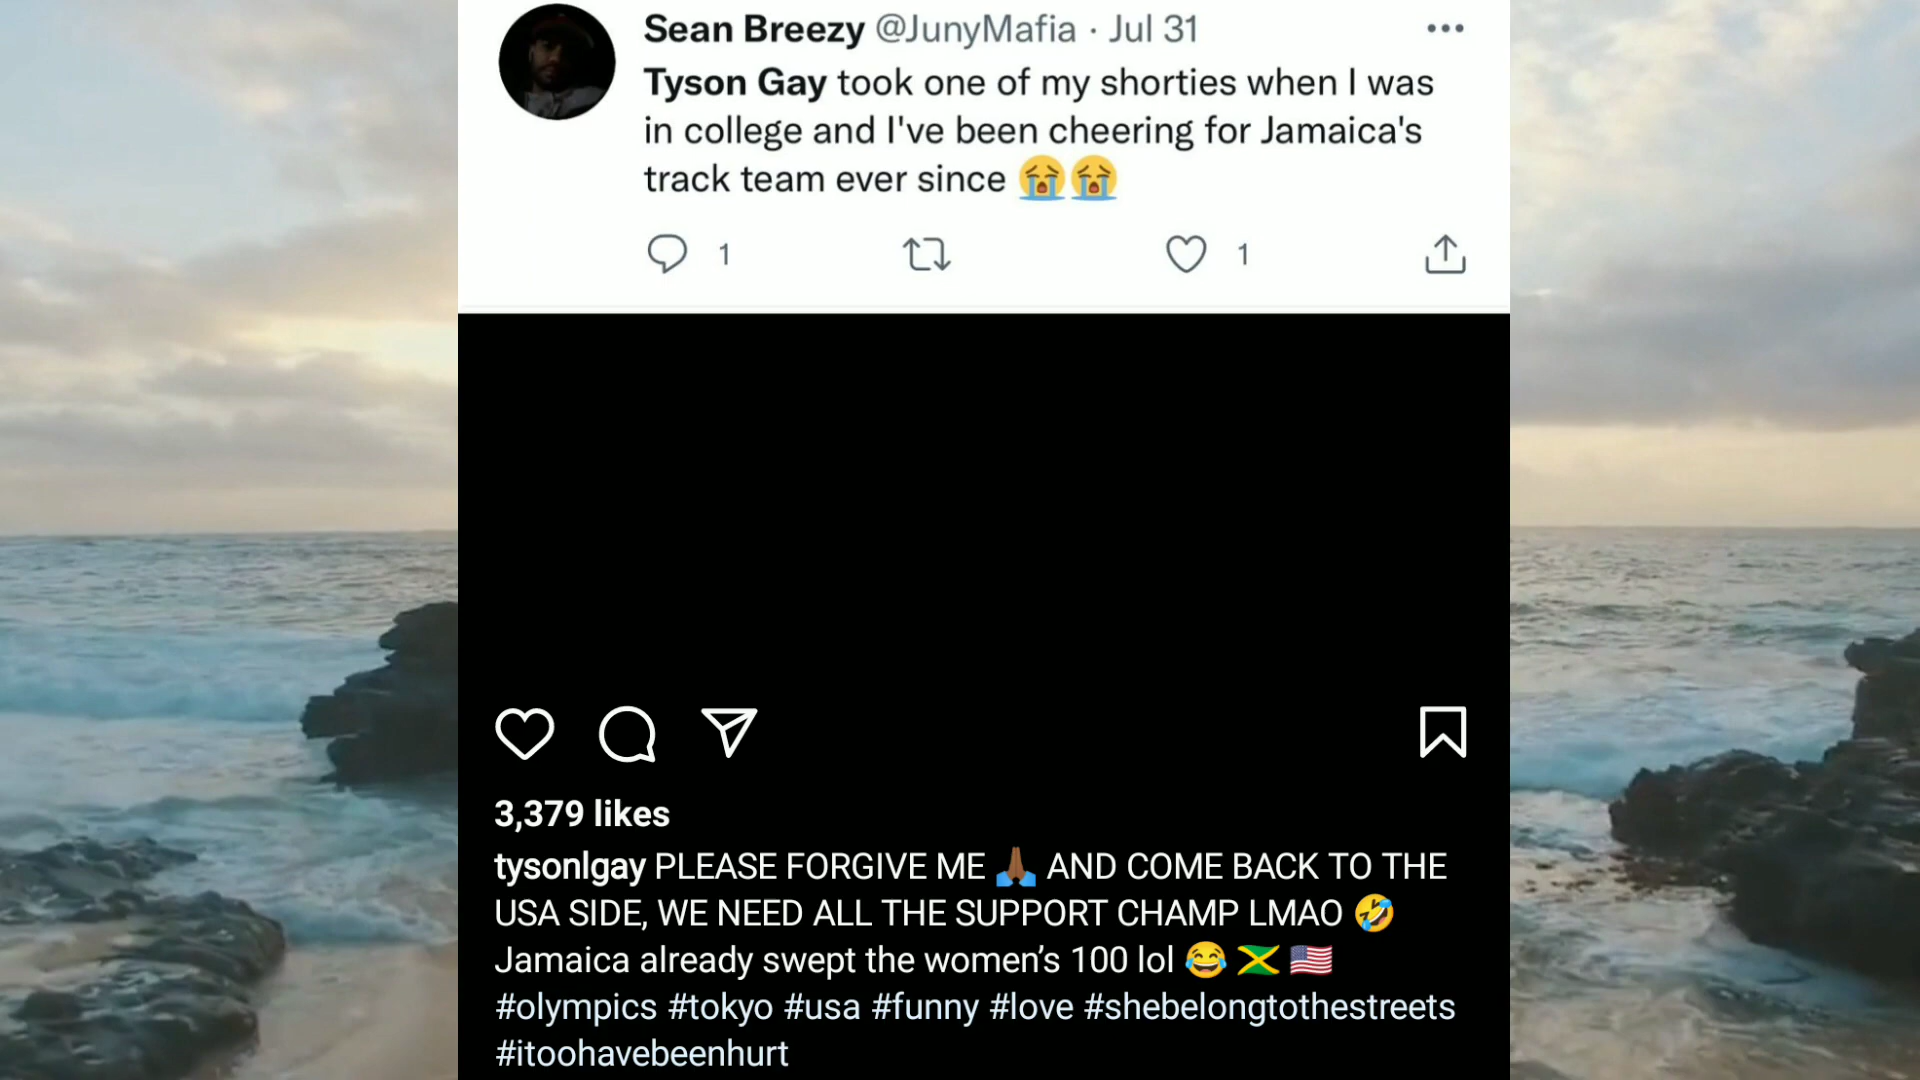 Sean Breezy @JunyMafia · Jul 31
Tyson Gay took one of my shorties when I was
in college and I've been cheering for Jamaica's
track team ever since 😭😭
1 1
3,379 likes
tysonlgay PLEASE FORGIVE ME 🙏🏾 AND COME BACK TO THE
USA SIDE, WE NEED ALL THE SUPPORT CHAMP LMAO 🤣
Jamaica already swept the women’s 100 lol 😂 🇯🇲 🇺🇸
#olympics #tokyo #usa #funny #love #shebelongtothestreets
#itoohavebeenhurt